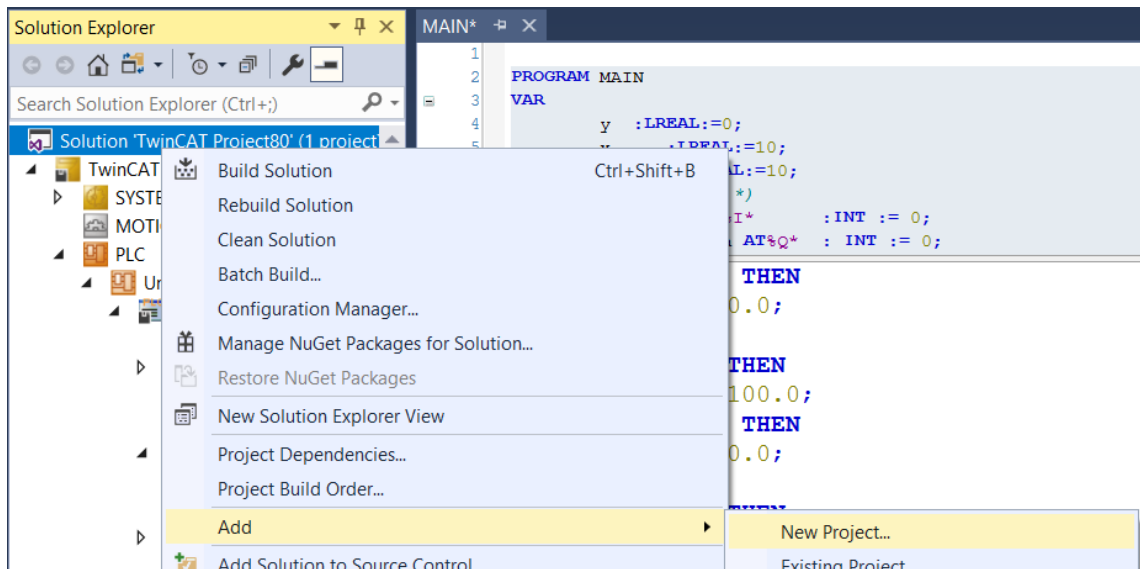 Solution Explorer
Search Solution Explorer (Ctrl+;)
Solution 'TwinCAT Project80' (1 project
TwinCAT
SYSTE
MOTI
PLC
Build Solution Ctrl+Shift+B
Rebuild Solution
Clean Solution
Batch Build...
Configuration Manager...
Manage NuGet Packages for Solution...
Restore NuGet Packages
New Solution Explorer View
Project Dependencies...
Project Build Order...
Add
Add Solution to Source Control
New Project...
Existing Project
MAIN*
1
2 PROGRAM MAIN
3 VAR
4 y :LREAL:=0;
5 :LREAL:=10;
:=10;
*)
I* :INT := 0;
AT%Q* : INT := 0;
THEN
0.0;
THEN
100.0;
THEN
0.0;